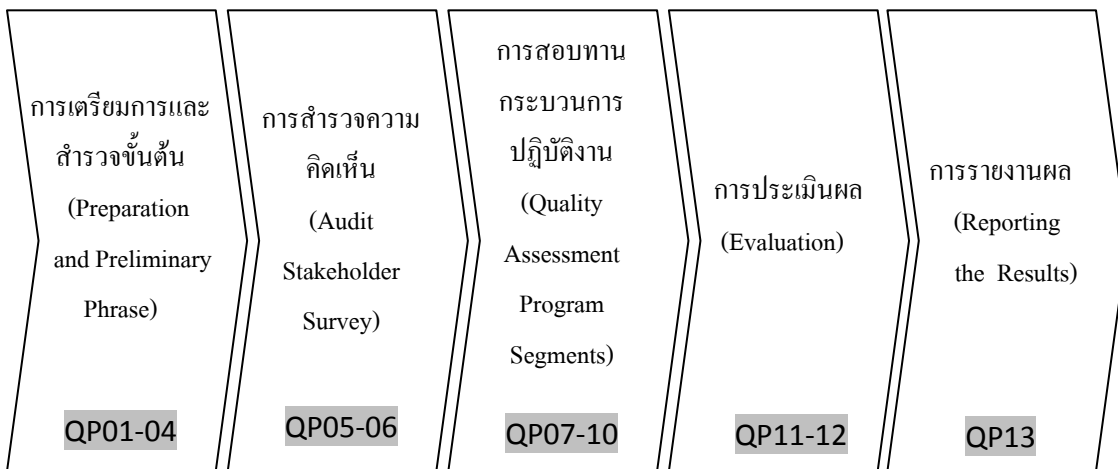 การเตรียมการและ
สำรวจขั้นต้น
(Preparation
and Preliminary
Phrase)
QP01-04
การสำรวจความ
คิดเห็น
(Audit
Stakeholder
Survey)
QP05-06
การสอบทาน
กระบวนการ
ปฏิบัติงาน
(Quality
Assessment
Program
Segments)
QP07-10
การประเมินผล
(Evaluation)
QP11-12
การรายงานผล
(Reporting
the Results)
QP13